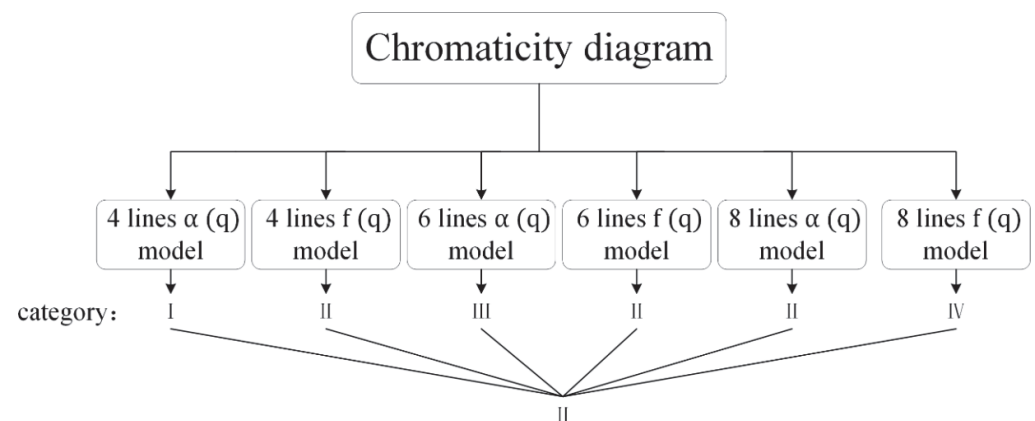 Chromaticity diagram
4 lines α (q) model
4 lines f (q) model
6 lines α (q) model
6 lines f (q) model
8 lines α (q) model
8 lines f (q) model
category： I II III II II IV
II